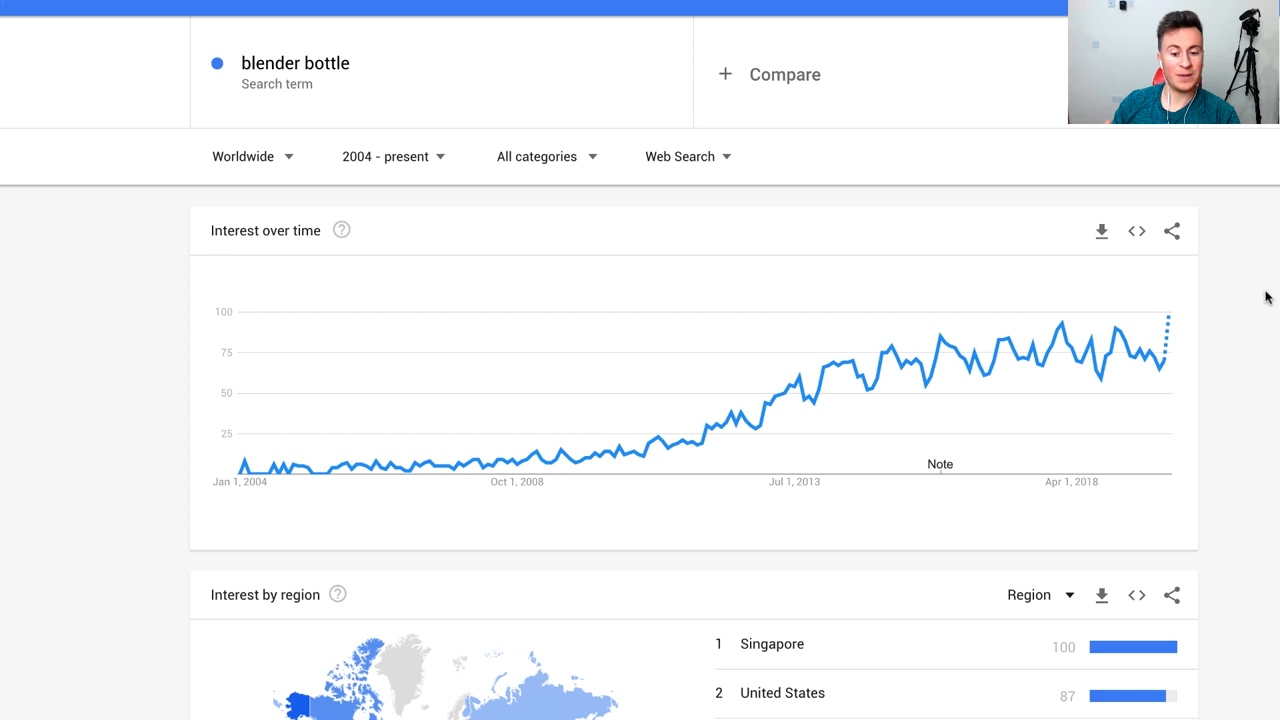 blender bottle
Search term
+ Compare
Worldwide
2004 - present
All categories
Web Search
Interest over time
100
75
50
25
Note
Jan 1, 2004
Oct 1, 2008
Jul 1, 2013
Apr 1, 2018
Interest by region
Region
1 Singapore 100
2 United States 87